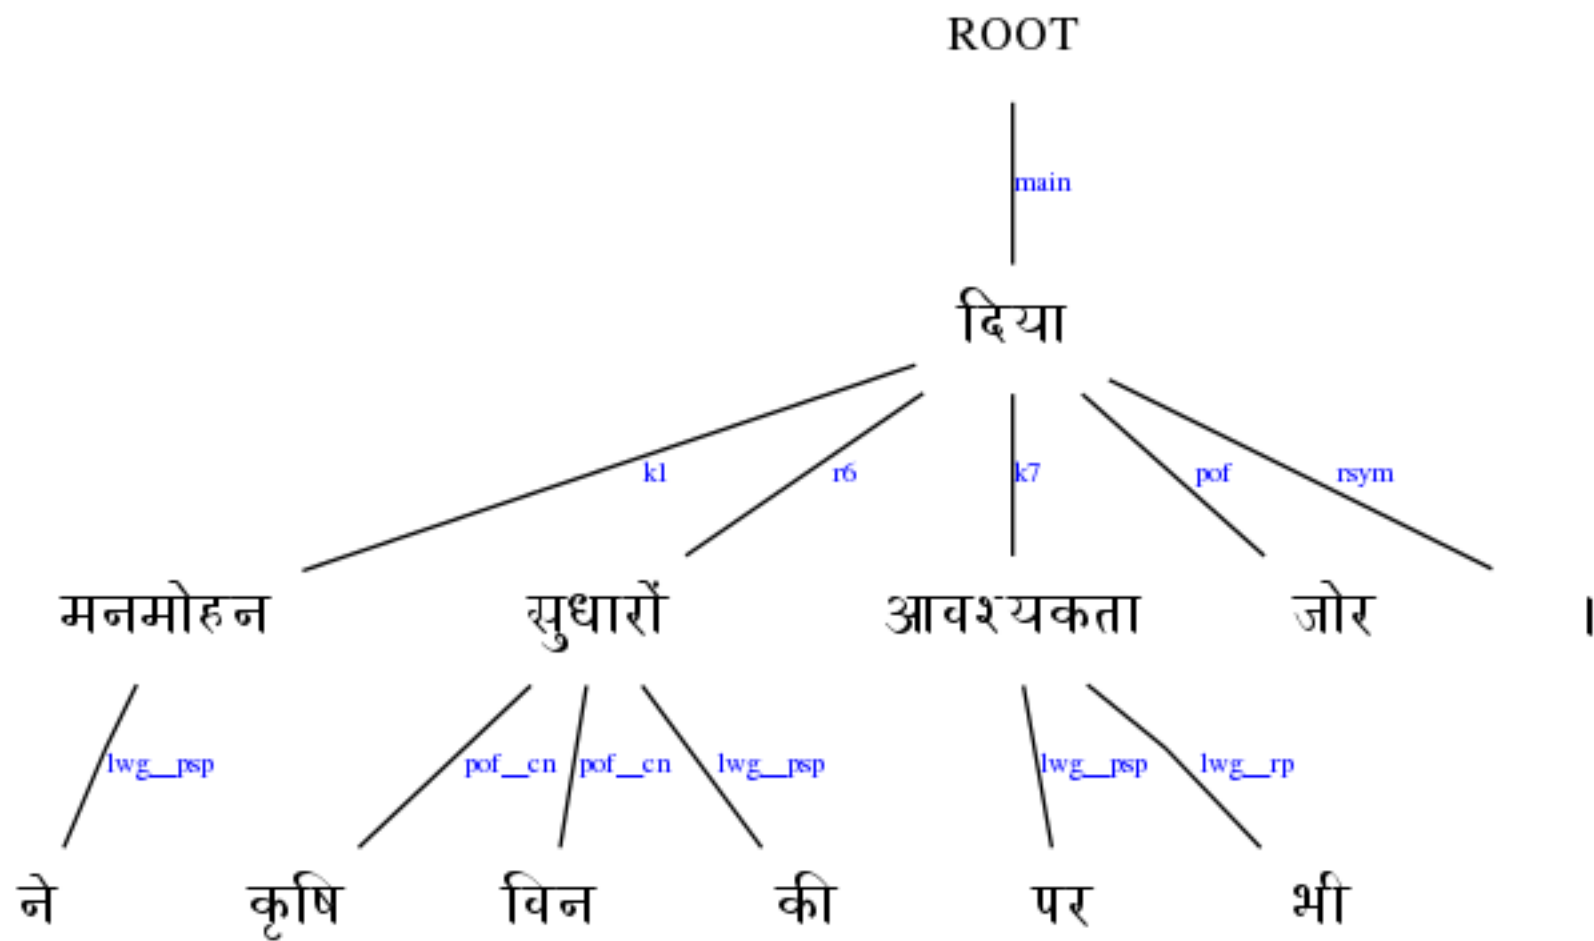 ROOT
main
दिया
k1 r6 k7 pof rsym
मनमोहन सुधारों आवश्यकता जोर ।
lwg__psp pof__cn pof__cn lwg__psp lwg__psp lwg__rp
ने कृषि विन की पर भी